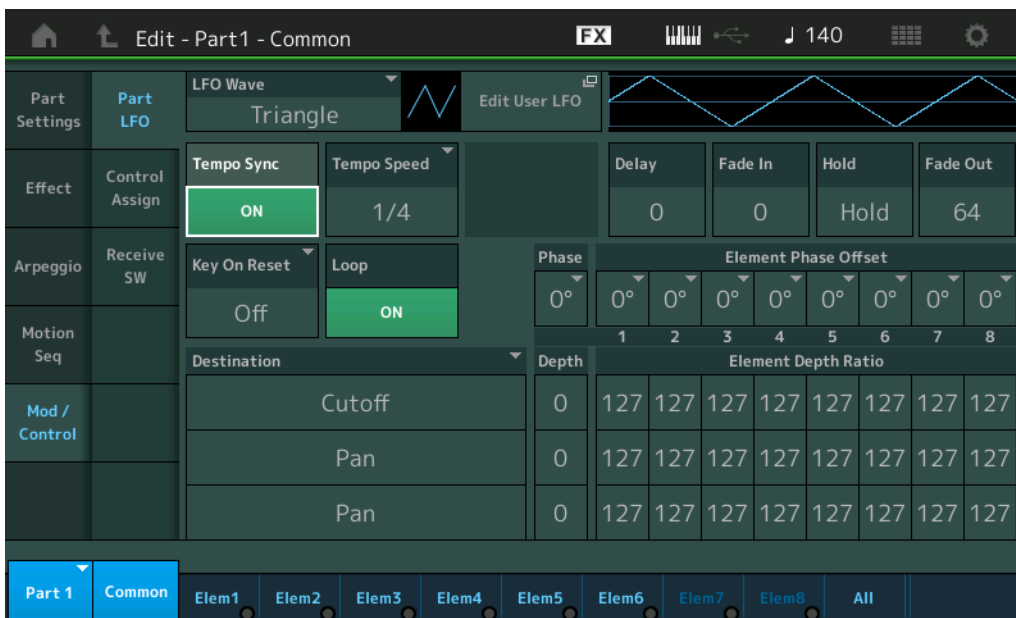 Edit - Part1 - Common FX ♩ 140
Part Settings
Part LFO
LFO Wave
Triangle
Edit User LFO
Effect
Control Assign
Tempo Sync
ON
Tempo Speed
1/4
Delay
0
Fade In
0
Hold
Hold
Fade Out
64
Arpeggio
Receive SW
Key On Reset
Off
Loop
ON
Phase
0°
Element Phase Offset
0° 0° 0° 0° 0° 0° 0° 0°
1 2 3 4 5 6 7 8
Motion Seq
Mod / Control
Destination Depth Element Depth Ratio
Cutoff 0 127 127 127 127 127 127 127 127
Pan 0 127 127 127 127 127 127 127 127
Pan 0 127 127 127 127 127 127 127 127
Part 1 Common Elem1 Elem2 Elem3 Elem4 Elem5 Elem6 Elem7 Elem8 All